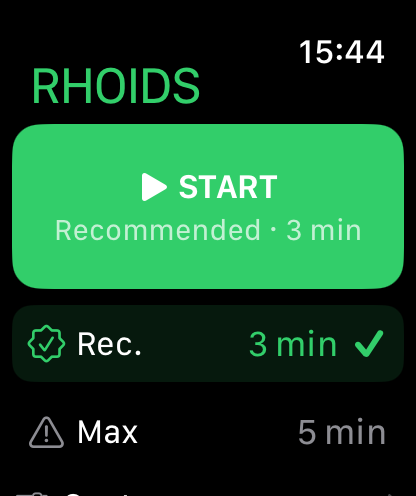 15:44
RHOIDS
START
Recommended · 3 min
Rec. 3 min
Max 5 min